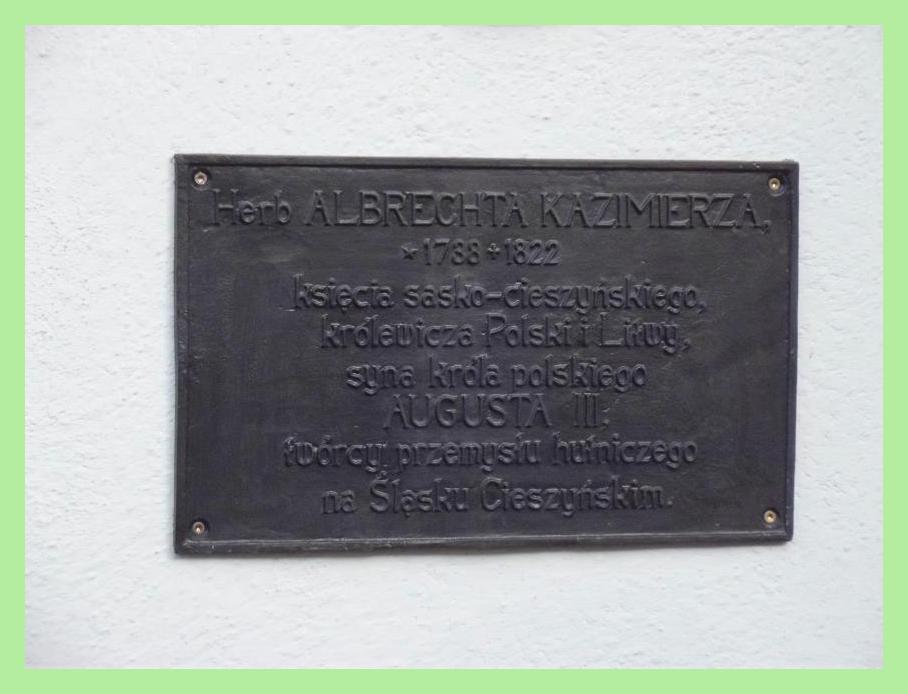 Herb ALBRECHTA KAZIMIERZA,
*1738 +1822
księcia sasko-cieszyńskiego,
królewicza Polski i Litwy,
syna króla polskiego
AUGUSTA III,
twórcy przemysłu hutniczego
na Śląsku Cieszyńskim.